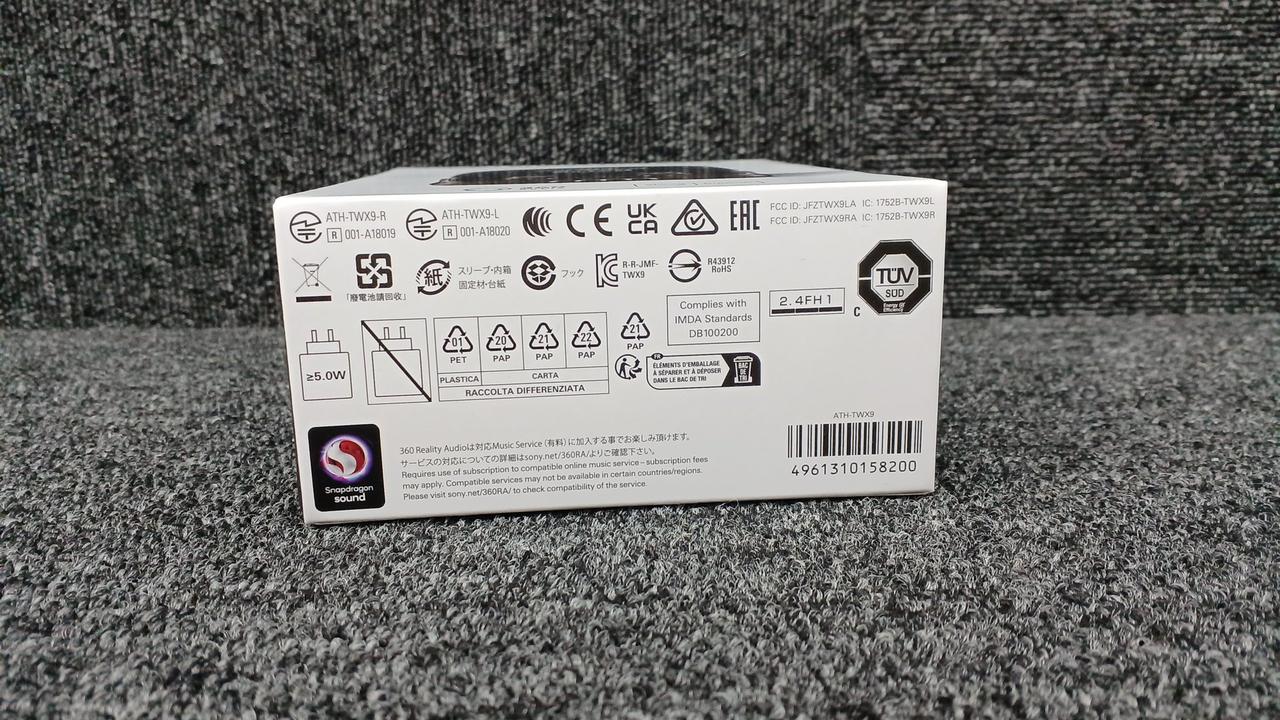 ATH-TWX9-R
R 001-A18019
ATH-TWX9-L
R 001-A18020
CE
UK
CA
EAC
FCC ID: JFZTWX9LA IC: 1752B-TWX9L
FCC ID: JFZTWX9RA IC: 1752B-TWX9R
「廢電池請回收」
紙
スリーブ・内箱
固定材・台紙
フック
R-R-JMF-
TWX9
R43912
RoHS
TÜV
SÜD
Energy
Efficiency
C
Complies with
IMDA Standards
DB100200
2.4FH1
≥5.0W
01
PET
20
PAP
21
PAP
22
PAP
PLASTICA
CARTA
RACCOLTA DIFFERENZIATA
21
PAP
FR
ÉLÉMENTS D'EMBALLAGE
À SÉPARER ET À DÉPOSER
DANS LE BAC DE TRI
BAC
DE
TRI
Snapdragon
sound
360 Reality Audioは対応Music Service (有料) に加入する事でお楽しみ頂けます。
サービスの対応についての詳細はsony.net/360RA/よりご確認下さい。
Requires use of subscription to compatible online music service – subscription fees
may apply. Compatible services may not be available in certain countries/regions.
Please visit sony.net/360RA/ to check compatibility of the service.
ATH-TWX9
4961310158200